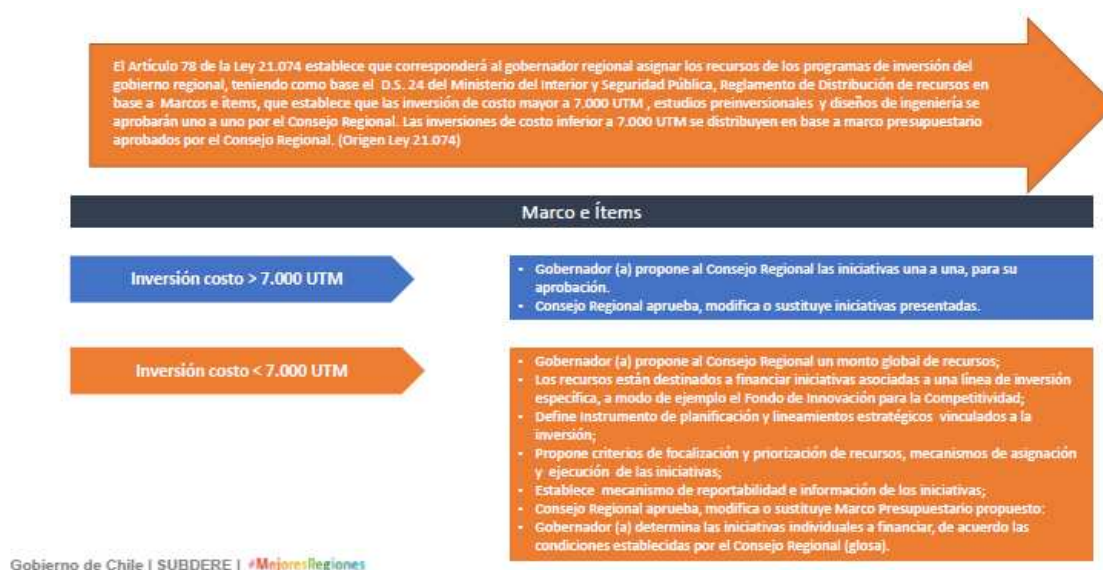 El Artículo 78 de la Ley 21.074 establece que corresponderá al gobernador regional asignar los recursos de los programas de inversión del
gobierno regional, teniendo como base el D.S. 24 del Ministerio del Interior y Seguridad Pública, Reglamento de Distribución de recursos en
base a Marcos e ítems, que establece que las inversión de costo mayor a 7.000 UTM , estudios preinversionales y diseños de ingeniería se
aprobarán uno a uno por el Consejo Regional. Las inversiones de costo inferior a 7.000 UTM se distribuyen en base a marco presupuestario
aprobados por el Consejo Regional. (Origen Ley 21.074)
Marco e Ítems
Inversión costo > 7.000 UTM
• Gobernador (a) propone al Consejo Regional las iniciativas una a una, para su
aprobación.
• Consejo Regional aprueba, modifica o sustituye iniciativas presentadas.
Inversión costo < 7.000 UTM
• Gobernador (a) propone al Consejo Regional un monto global de recursos;
• Los recursos están destinados a financiar iniciativas asociadas a una línea de inversión
específica, a modo de ejemplo el Fondo de Innovación para la Competitividad;
• Define Instrumento de planificación y lineamientos estratégicos vinculados a la
inversión;
• Propone criterios de focalización y priorización de recursos, mecanismos de asignación
y ejecución de las iniciativas;
• Establece mecanismo de reportabilidad e información de los iniciativas;
• Consejo Regional aprueba, modifica o sustituye Marco Presupuestario propuesto:
• Gobernador (a) determina las iniciativas individuales a financiar, de acuerdo las
condiciones establecidas por el Consejo Regional (glosa).
Gobierno de Chile | SUBDERE | #MejoresRegiones